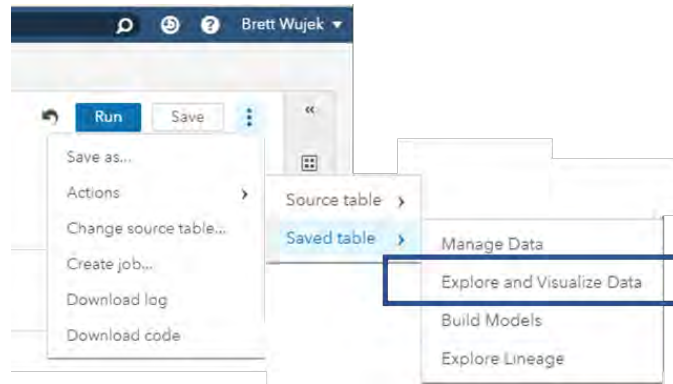 Brett Wujek
Run Save
Save as...
Actions
Change source table...
Create job...
Download log
Download code
Source table
Saved table
Manage Data
Explore and Visualize Data
Build Models
Explore Lineage